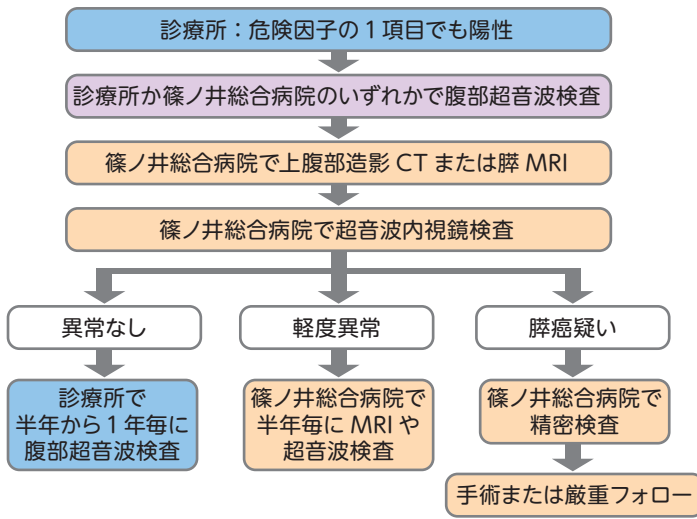 診療所：危険因子の1項目でも陽性
診療所か篠ノ井総合病院のいずれかで腹部超音波検査
篠ノ井総合病院で上腹部造影 CT または膵 MRI
篠ノ井総合病院で超音波内視鏡検査
異常なし
軽度異常
膵癌疑い
診療所で
半年から1年毎に
腹部超音波検査
篠ノ井総合病院で
半年毎に MRI や
超音波検査
篠ノ井総合病院で
精密検査
手術または厳重フォロー